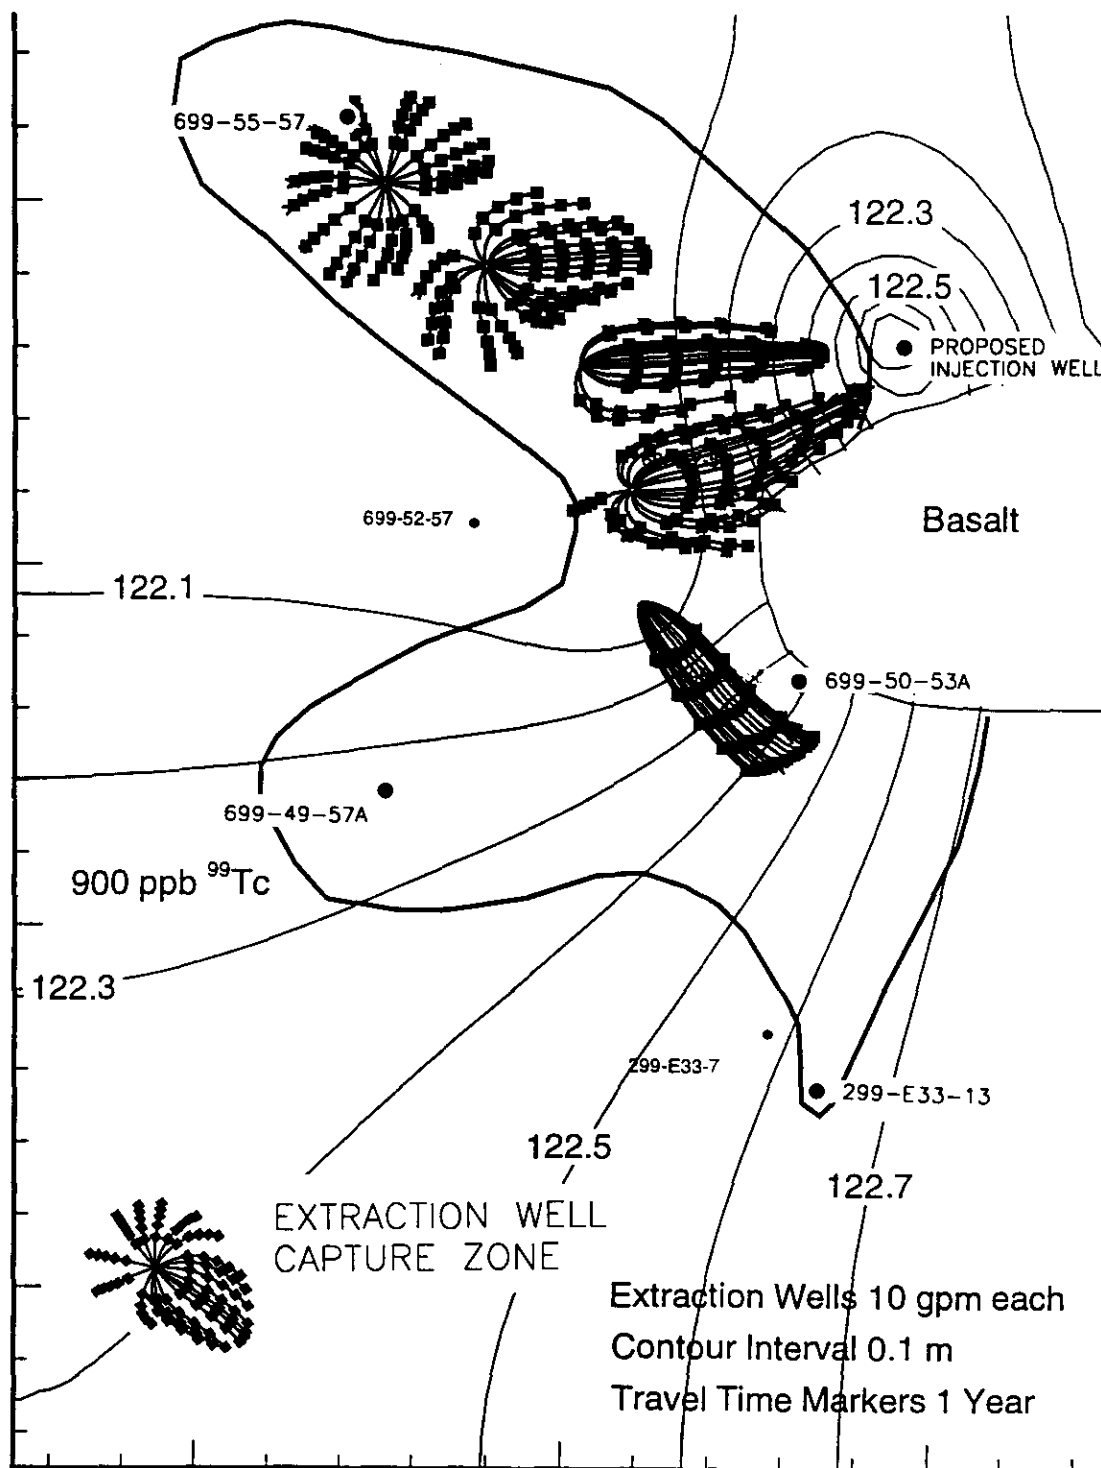 699-55-57
122.3
122.5
PROPOSED
INJECTION WELL
699-52-57
Basalt
122.1
699-50-53A
699-49-57A
900 ppb ⁹⁹Tc
122.3
299-E33-7
299-E33-13
122.5
122.7
EXTRACTION WELL
CAPTURE ZONE
Extraction Wells 10 gpm each
Contour Interval 0.1 m
Travel Time Markers 1 Year